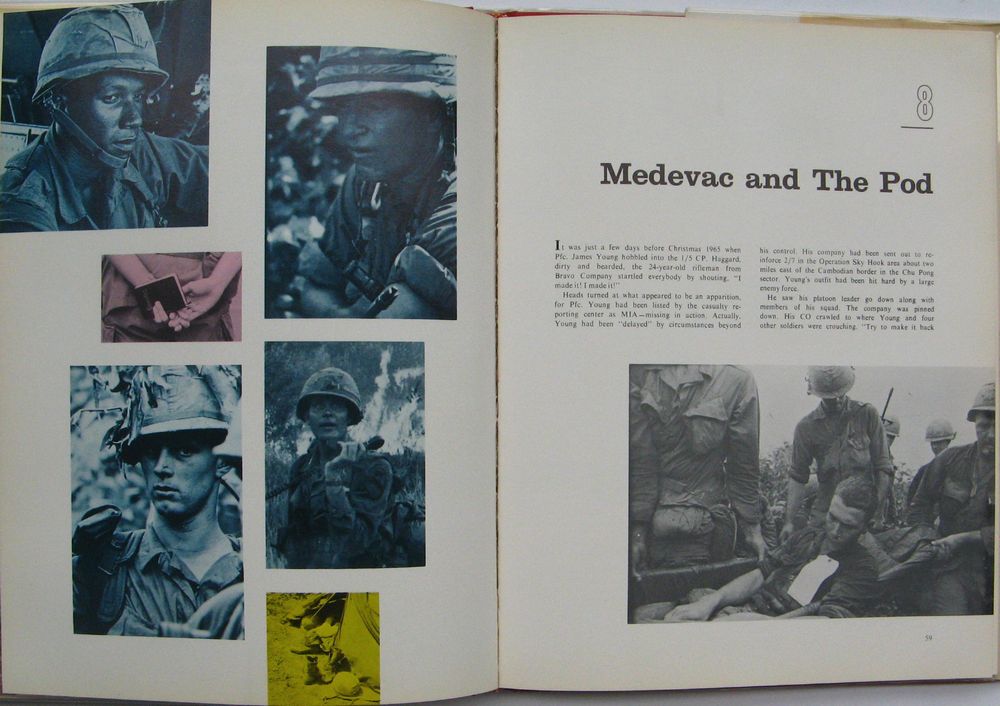 8
Medevac and The Pod
It was just a few days before Christmas 1965 when
Pfc. James Young hobbled into the 1/5 CP. Haggard,
dirty and bearded, the 24-year-old rifleman from
Bravo Company startled everybody by shouting, "I
made it! I made it!"
Heads turned at what appeared to be an apparition,
for Pfc. Young had been listed by the casualty re-
porting center as MIA—missing in action. Actually,
Young had been "delayed" by circumstances beyond
his control. His company had been sent out to re-
inforce 2/7 in the Operation Sky Hook area about two
miles east of the Cambodian border in the Chu Pong
sector. Young's outfit had been hit hard by a large
enemy force.
He saw his platoon leader go down along with
members of his squad. The company was pinned
down. His CO crawled to where Young and four
other soldiers were crouching. "Try to make it back
59